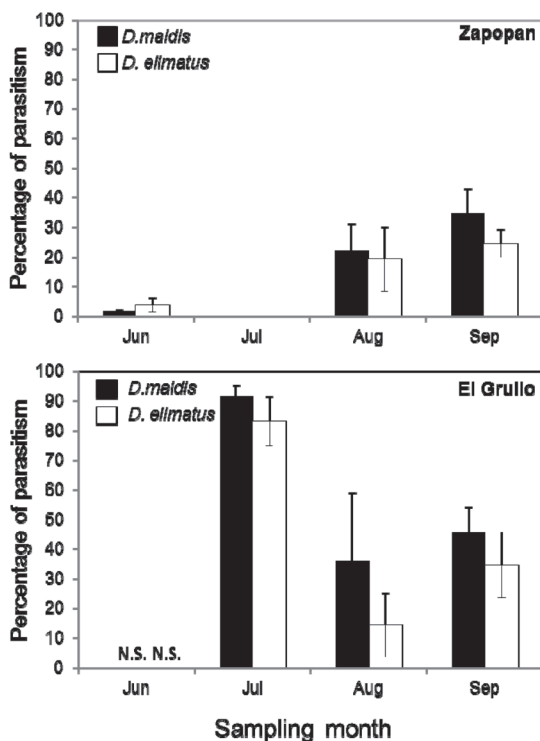 100
90
80
70
60
50
40
30
20
10
0
Percentage of parasitism
D.maidis
D. elimatus
Zapopan
Jun Jul Aug Sep
100
90
80
70
60
50
40
30
20
10
0
Percentage of parasitism
D.maidis
D. elimatus
El Grullo
N.S. N.S.
Jun Jul Aug Sep
Sampling month